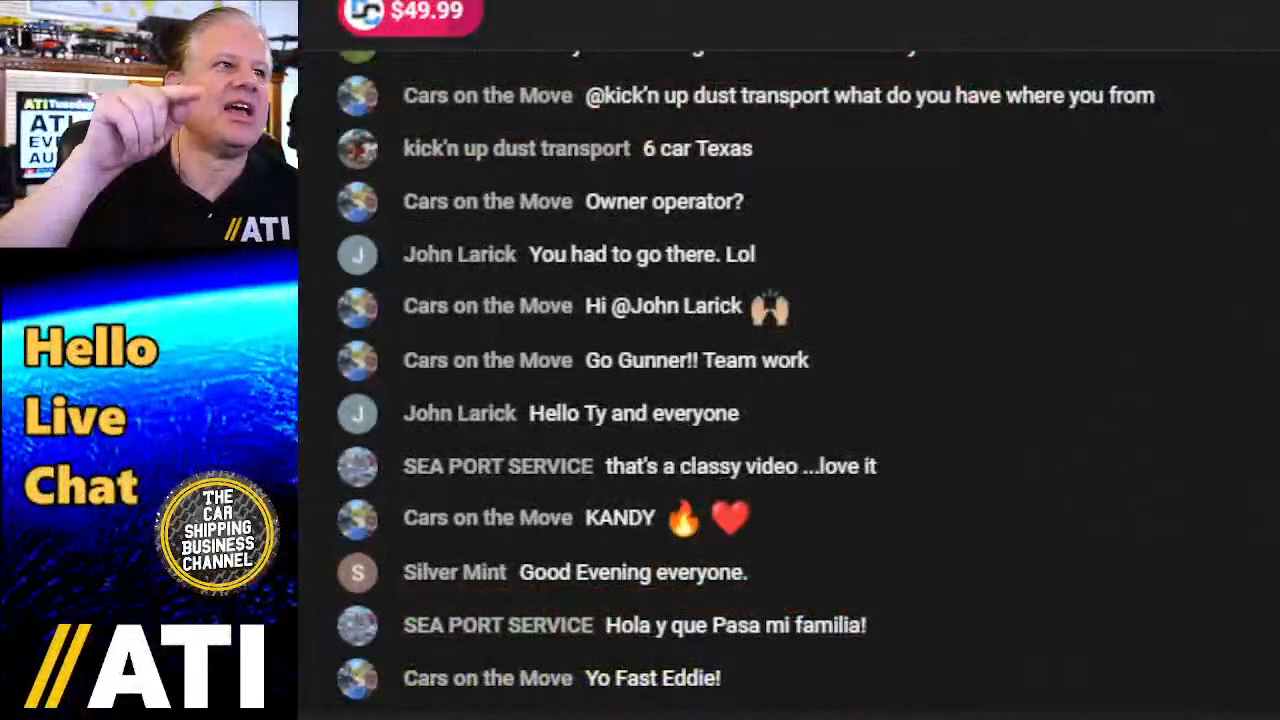 $49.99
Cars on the Move @kick'n up dust transport what do you have where you from
kick'n up dust transport 6 car Texas
Cars on the Move Owner operator?
J John Larick You had to go there. Lol
Cars on the Move Hi @John Larick 🙌🏼
Cars on the Move Go Gunner!! Team work
J John Larick Hello Ty and everyone
SEA PORT SERVICE that's a classy video ...love it
Cars on the Move KANDY 🔥 ❤️
S Silver Mint Good Evening everyone.
SEA PORT SERVICE Hola y que Pasa mi familia!
Cars on the Move Yo Fast Eddie!
ATI Tuesday
ATI
//ATI
Hello
Live
Chat
THE
CAR
SHIPPING
BUSINESS
CHANNEL
//ATI